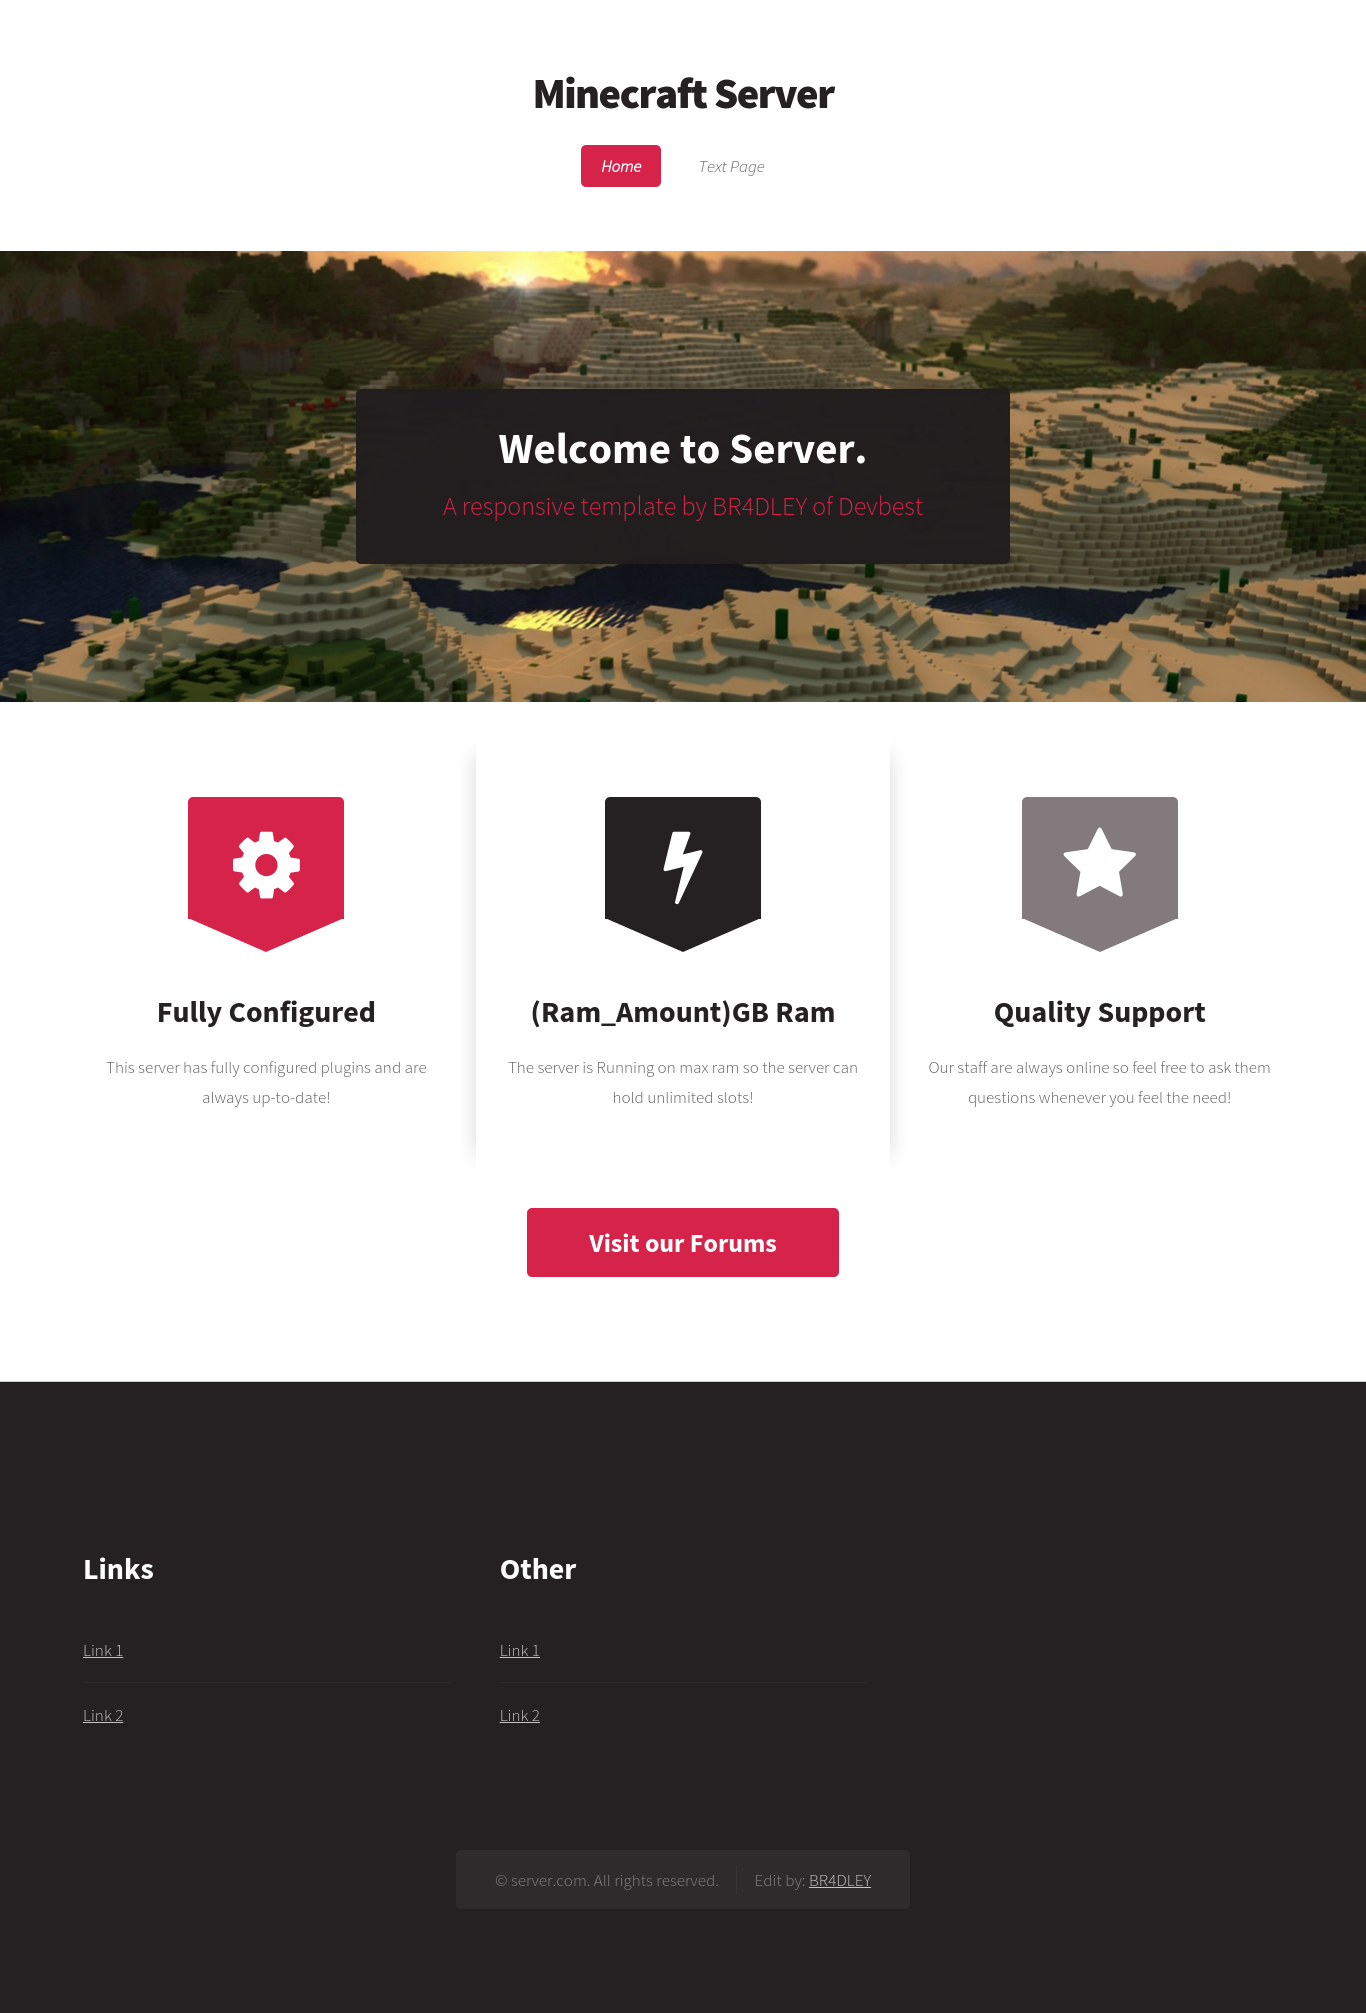 Minecraft Server
Home
Text Page
Welcome to Server.
A responsive template by BR4DLEY of Devbest
Fully Configured
This server has fully configured plugins and are
always up-to-date!
(Ram_Amount)GB Ram
The server is Running on max ram so the server can
hold unlimited slots!
Quality Support
Our staff are always online so feel free to ask them
questions whenever you feel the need!
Visit our Forums
Links
Link 1
Link 2
Other
Link 1
Link 2
© server.com. All rights reserved.
Edit by: BR4DLEY